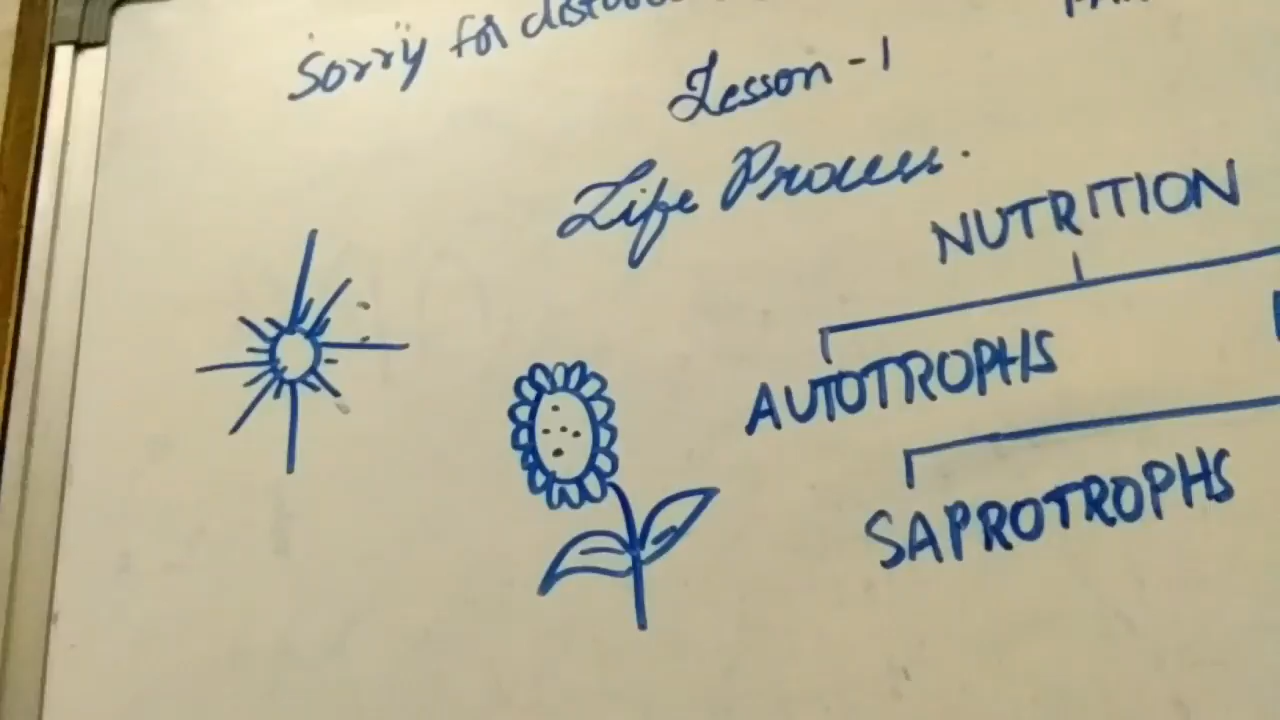 Sorry for
Lesson - 1
Life Process.
NUTRITION
AUTOTROPHS
SAPROTROPHS